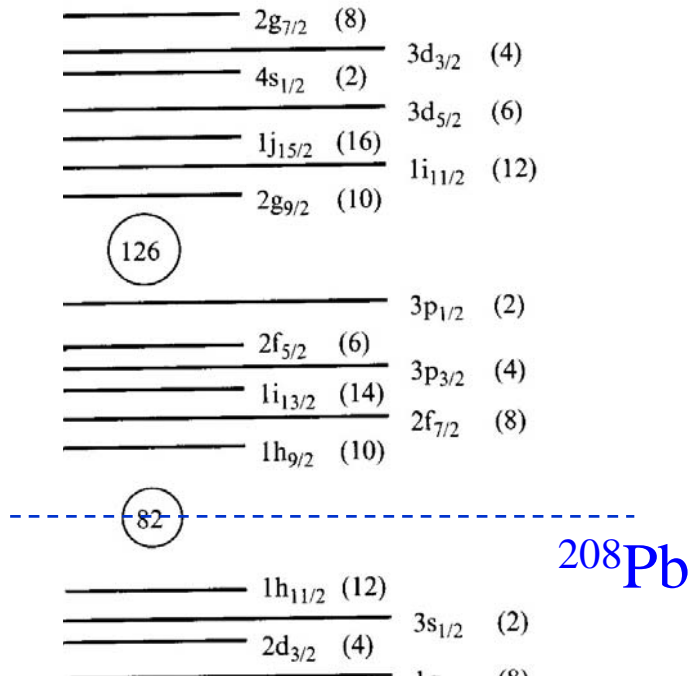 2g7/2 (8)
3d3/2 (4)
4s1/2 (2)
3d5/2 (6)
1j15/2 (16)
1i11/2 (12)
2g9/2 (10)
126
3p1/2 (2)
2f5/2 (6)
3p3/2 (4)
1i13/2 (14)
2f7/2 (8)
1h9/2 (10)
82
208Pb
1h11/2 (12)
3s1/2 (2)
2d3/2 (4)
(8)